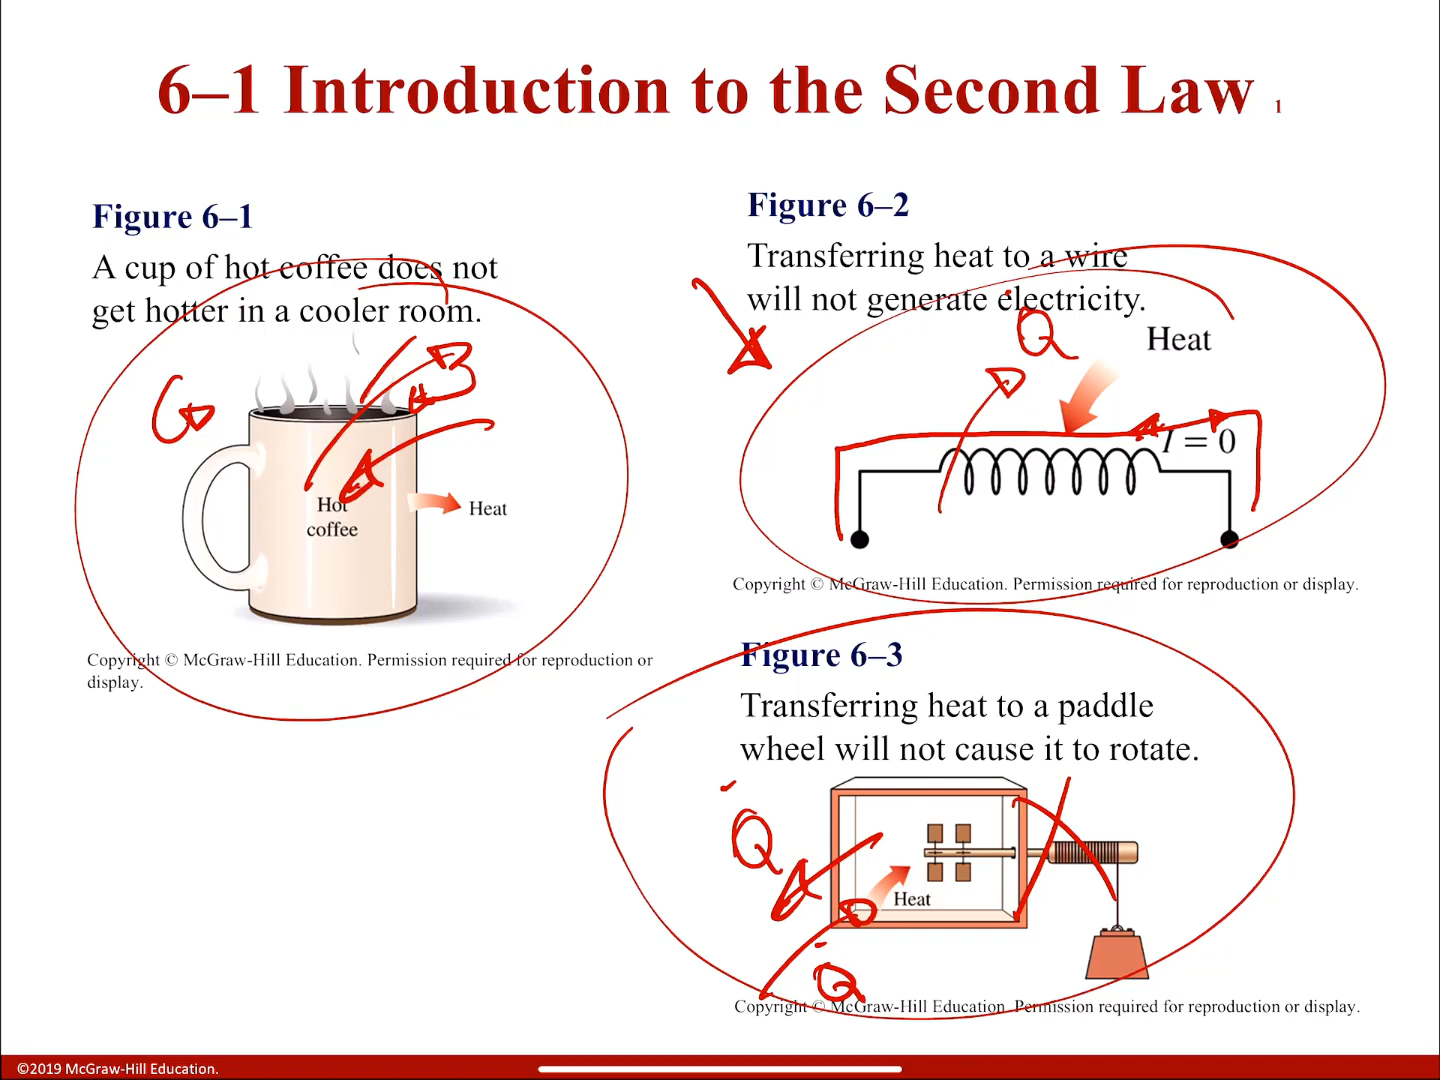 6–1 Introduction to the Second Law 1
Figure 6–1
A cup of hot coffee does not
get hotter in a cooler room.
Hot
coffee
Heat
Copyright © McGraw-Hill Education. Permission required for reproduction or
display.
Figure 6–2
Transferring heat to a wire
will not generate electricity.
Q
Heat
I = 0
Copyright © McGraw-Hill Education. Permission required for reproduction or display.
Figure 6–3
Transferring heat to a paddle
wheel will not cause it to rotate.
Q
Heat
Q
Copyright © McGraw-Hill Education. Permission required for reproduction or display.
©2019 McGraw-Hill Education.